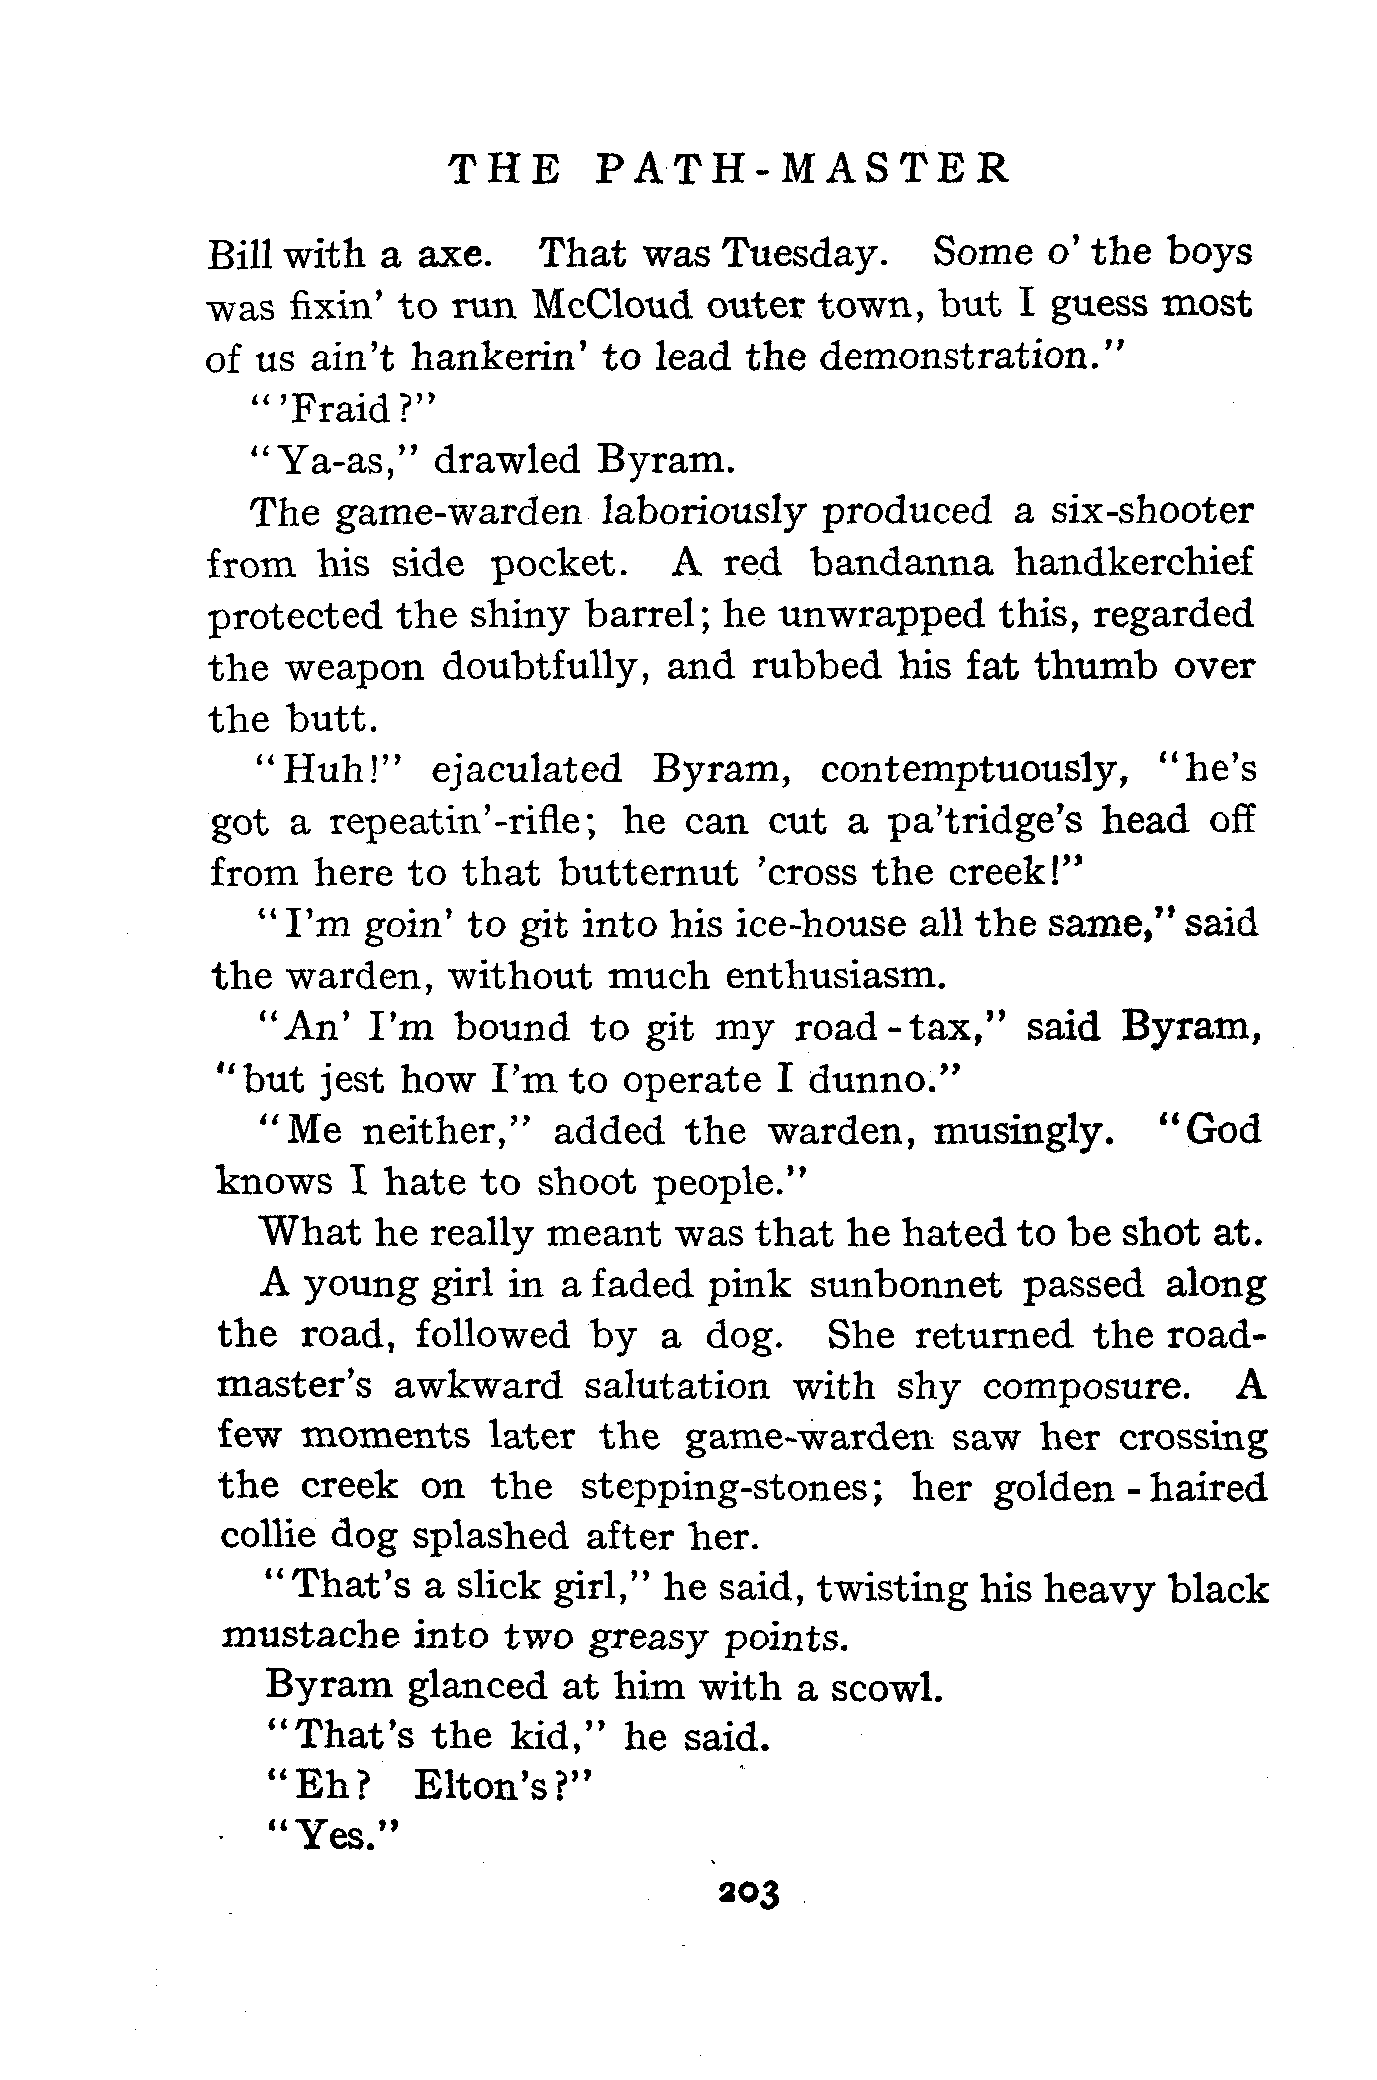 THE PATH-MASTER
Bill with a axe. That was Tuesday. Some o' the boys
was fixin' to run McCloud outer town, but I guess most
of us ain't hankerin' to lead the demonstration."
"'Fraid?"
"Ya-as," drawled Byram.
The game-warden laboriously produced a six-shooter
from his side pocket. A red bandanna handkerchief
protected the shiny barrel; he unwrapped this, regarded
the weapon doubtfully, and rubbed his fat thumb over
the butt.
"Huh!" ejaculated Byram, contemptuously, "he's
got a repeatin'-rifle; he can cut a pa'tridge's head off
from here to that butternut 'cross the creek!"
"I'm goin' to git into his ice-house all the same," said
the warden, without much enthusiasm.
"An' I'm bound to git my road-tax," said Byram,
"but jest how I'm to operate I dunno."
"Me neither," added the warden, musingly. "God
knows I hate to shoot people."
What he really meant was that he hated to be shot at.
A young girl in a faded pink sunbonnet passed along
the road, followed by a dog. She returned the road-
master's awkward salutation with shy composure. A
few moments later the game-warden saw her crossing
the creek on the stepping-stones; her golden-haired
collie dog splashed after her.
"That's a slick girl," he said, twisting his heavy black
mustache into two greasy points.
Byram glanced at him with a scowl.
"That's the kid," he said.
"Eh? Elton's?"
"Yes."
203